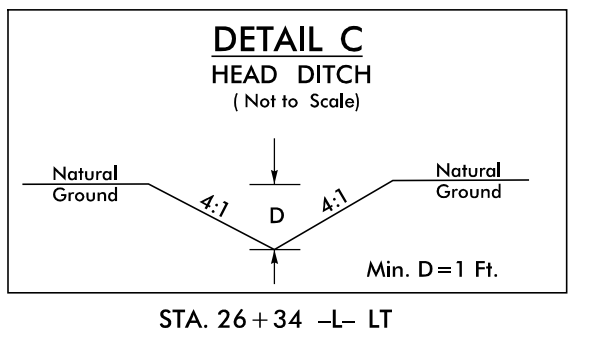 DETAIL C
HEAD DITCH
( Not to Scale)
Natural
Ground
4:1
D
4:1
Natural
Ground
Min. D=1 Ft.
STA. 26+34 –L– LT